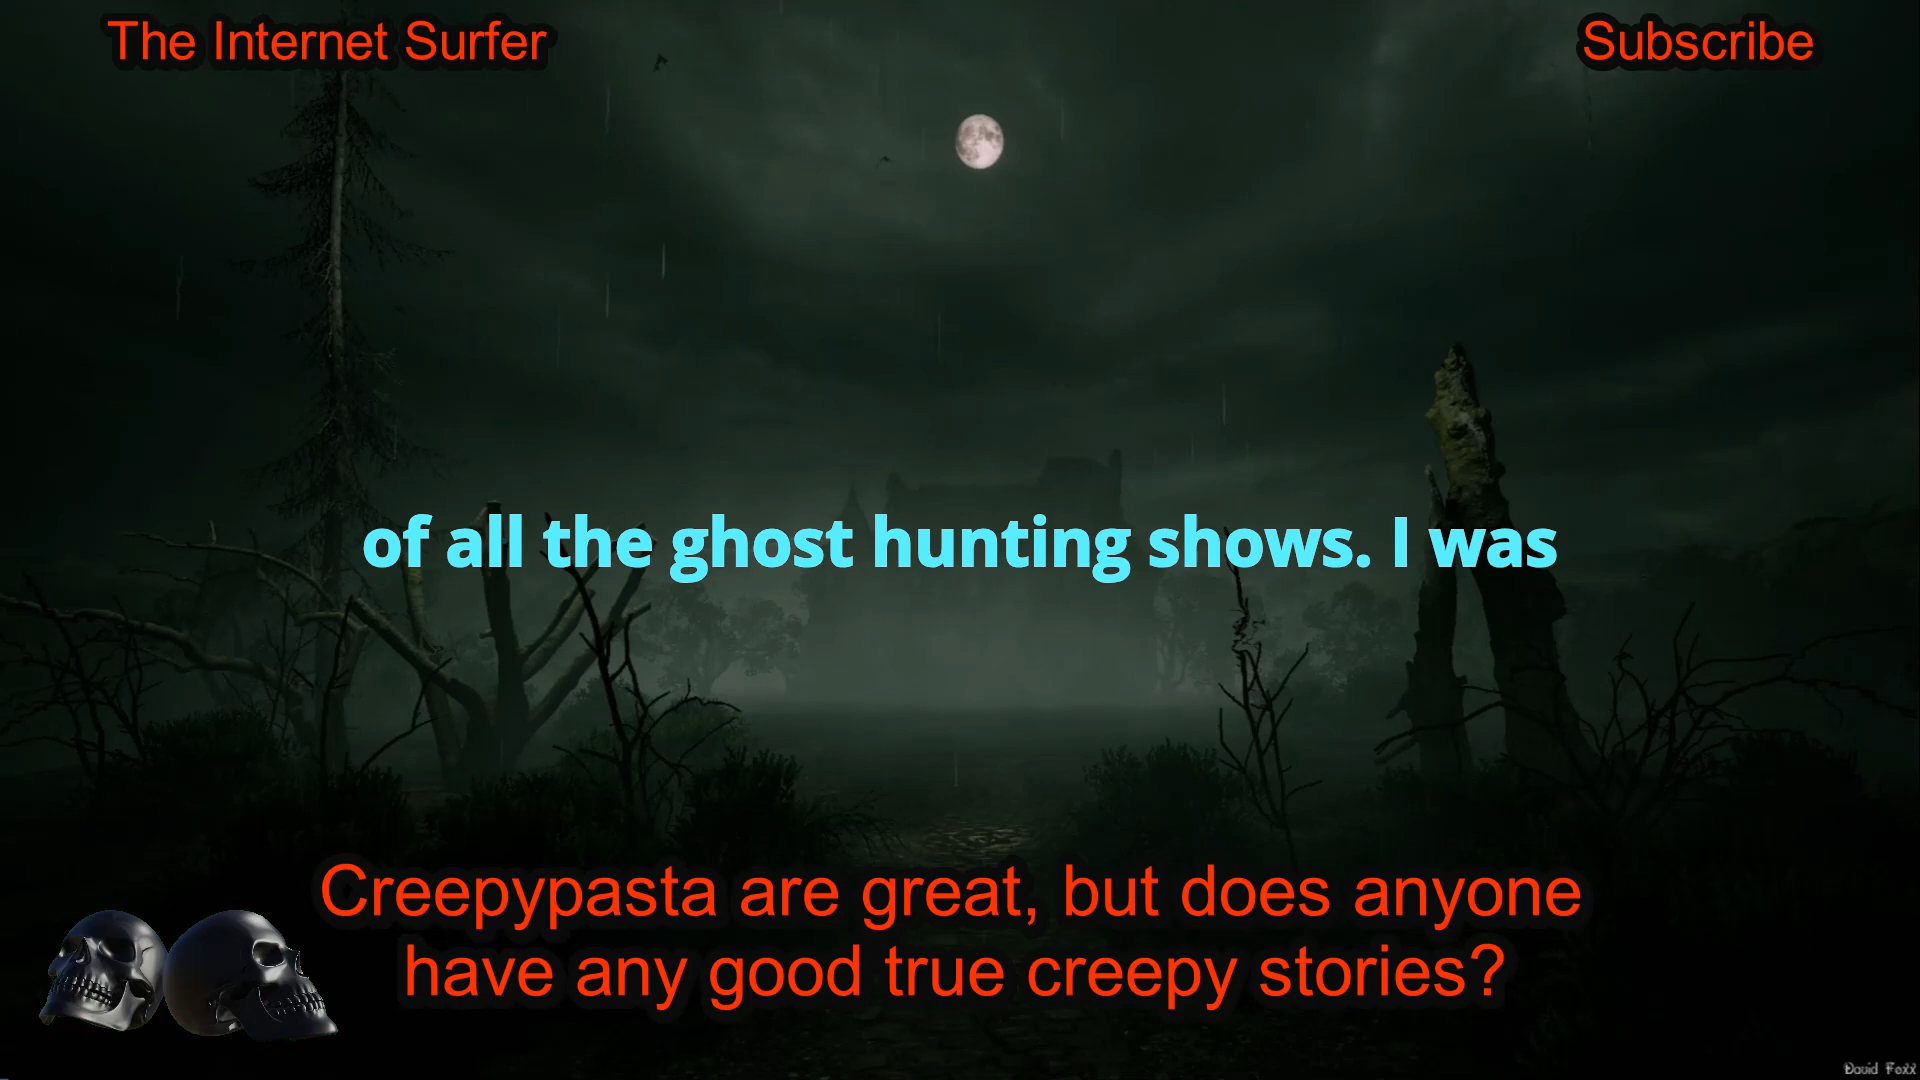 The Internet Surfer
Subscribe
of all the ghost hunting shows. I was
Creepypasta are great, but does anyone
have any good true creepy stories?
David Foxx